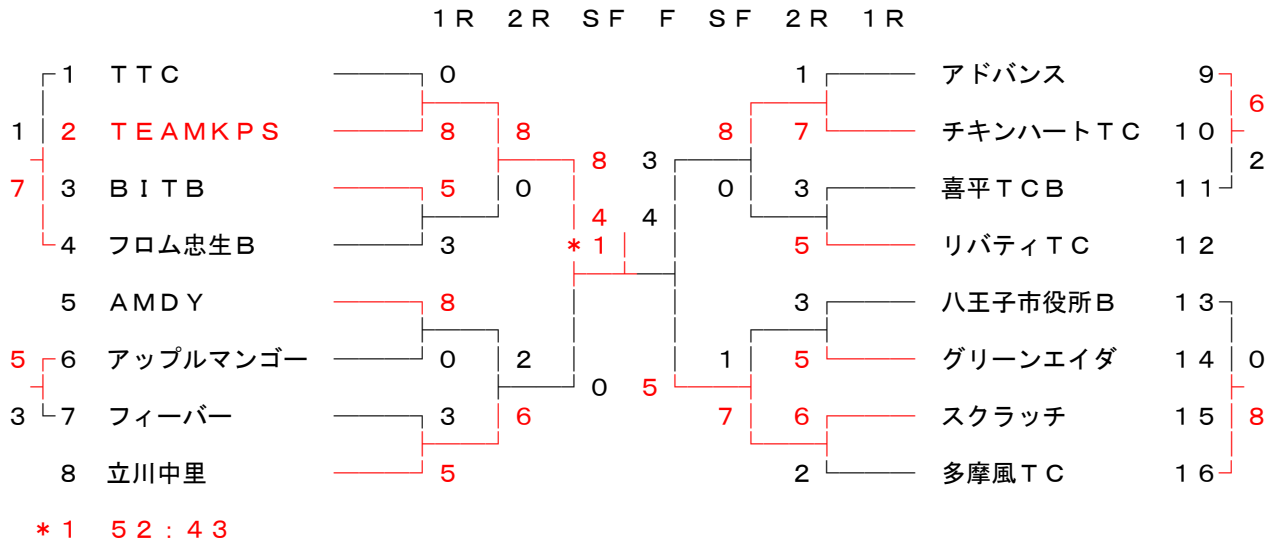 1R 2R SF F SF 2R 1R
1 TTC 0 1 アドバンス 9
6
1 2 TEAMKPS 8 8 8 7 チキンハートTC 10
8 3 2
7 3 BITB 5 0 0 3 喜平TCB 11
4 4
4 フロム忠生B 3 *1 5 リバティTC 12
5 AMDY 8 3 八王子市役所B 13
5 6 アップルマンゴー 0 2 1 5 グリーンエイダ 14 0
0 5
3 7 フィーバー 3 6 7 6 スクラッチ 15 8
8 立川中里 5 2 多摩風TC 16
*1 52:43